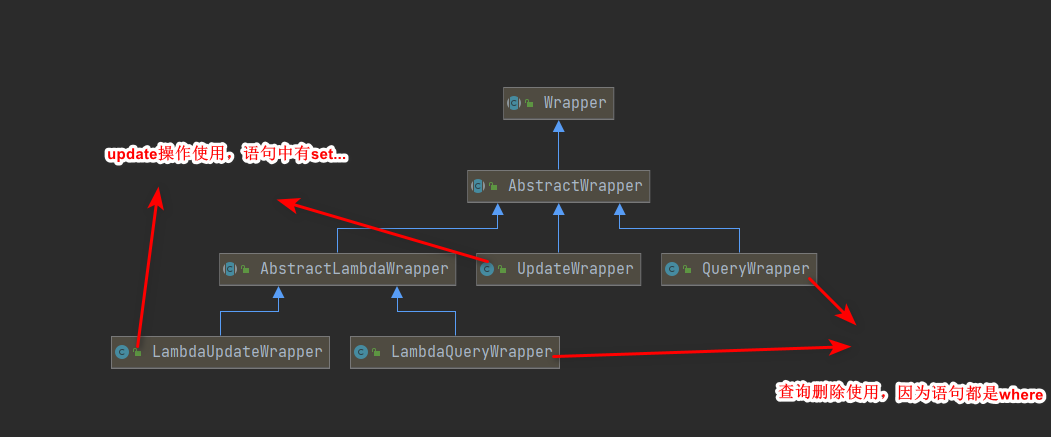 Wrapper
update操作使用，语句中有set...
AbstractWrapper
AbstractLambdaWrapper
UpdateWrapper
QueryWrapper
LambdaUpdateWrapper
LambdaQueryWrapper
查询删除使用，因为语句都是where